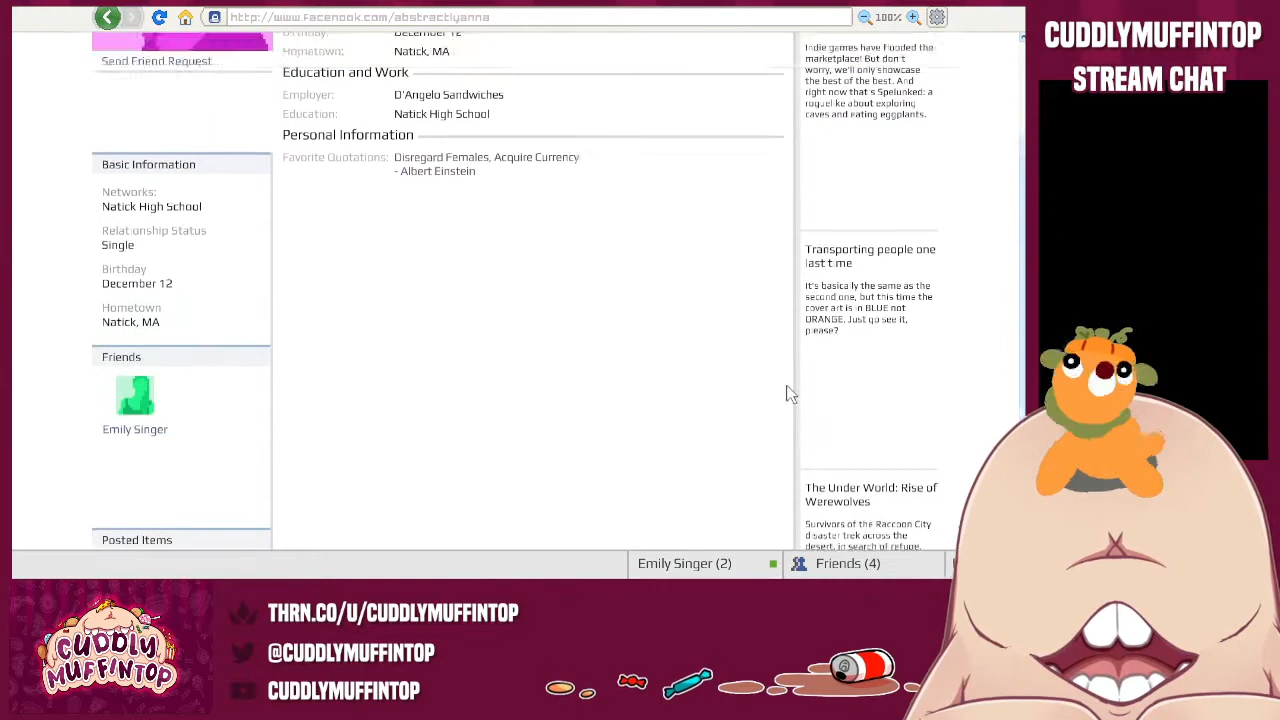 http://www.facenook.com/abstractlyanna
100%
CUDDLYMUFFINTOP
STREAM CHAT
Send Friend Request
Birthday: December 12
Hometown: Natick, MA
Education and Work
Employer: D'Angelo Sandwiches
Education: Natick High School
Personal Information
Favorite Quotations: Disregard Females, Acquire Currency
- Albert Einstein
Basic Information
Networks:
Natick High School
Relationship Status
Single
Birthday
December 12
Hometown
Natick, MA
Friends
Emily Singer
Posted Items
Indie games have flooded the
marketplace! But don't
worry, we'll only showcase
the best of the best. And
right now that's Spelunked: a
roguelike about exploring
caves and eating eggplants.
Transporting people one
last time
It's basically the same as the
second one, but this time the
cover art is in BLUE not
ORANGE. Just go see it,
please?
The Under World: Rise of
Werewolves
Survivors of the Raccoon City
disaster trek across the
desert, in search of refuge.
Emily Singer (2)
Friends (4)
CUDDLY
MUFFINTOP
THRN.CO/U/CUDDLYMUFFINTOP
@CUDDLYMUFFINTOP
CUDDLYMUFFINTOP